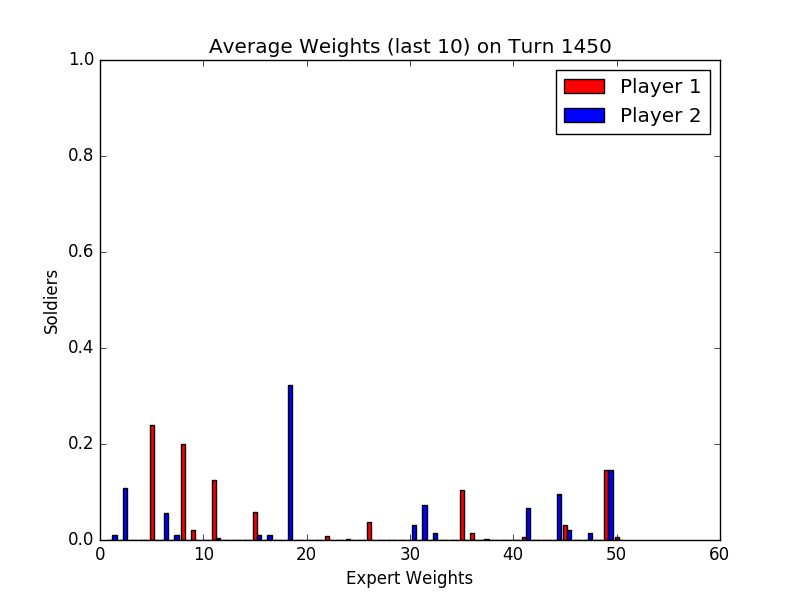 Average Weights (last 10) on Turn 1450
1.0
0.8
0.6
0.4
0.2
0.0
Soldiers
Player 1
Player 2
0 10 20 30 40 50 60
Expert Weights